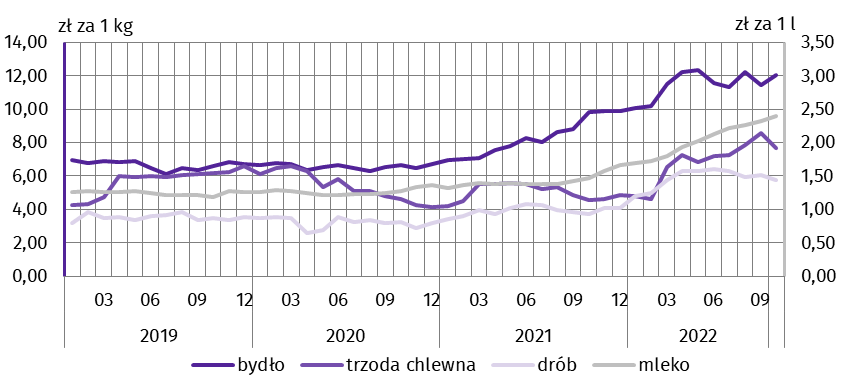 zł za 1 kg zł za 1 l
14,00 3,50
12,00 3,00
10,00 2,50
8,00 2,00
6,00 1,50
4,00 1,00
2,00 0,50
0,00 0,00
03 06 09 12 03 06 09 12 03 06 09 12 03 06 09
2019 2020 2021 2022
bydło trzoda chlewna drób mleko